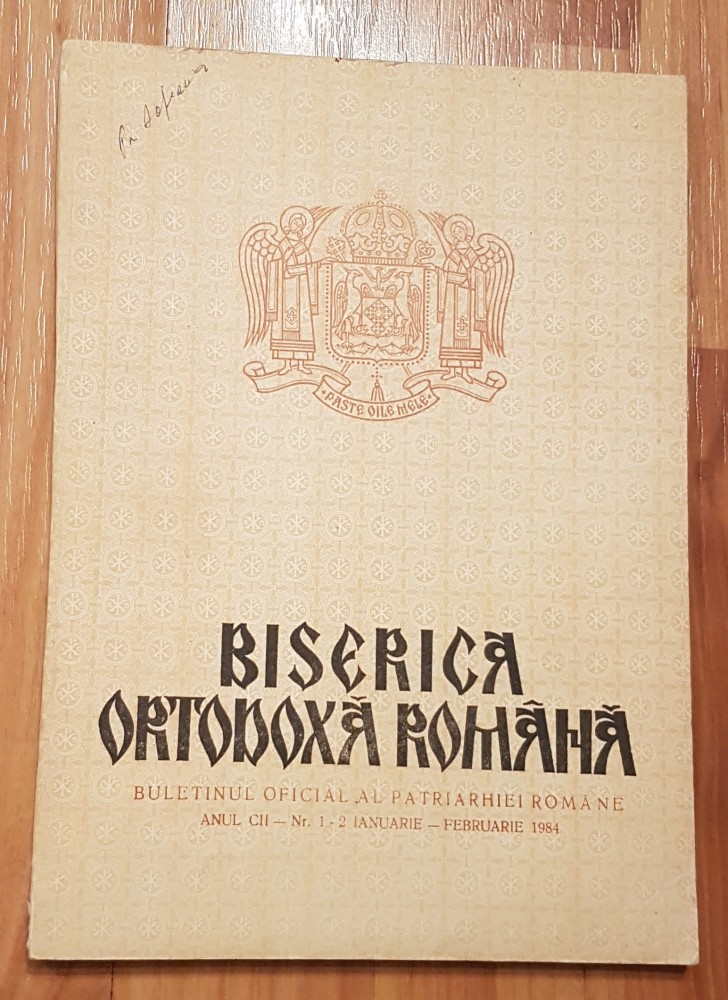 Pr.
PASTE OILE MELE
BISERICA
ORTODOXĂ ROMÂNĂ
BULETINUL OFICIAL AL PATRIARHIEI ROMÂNE
ANUL CII — Nr. 1-2 IANUARIE — FEBRUARIE 1984